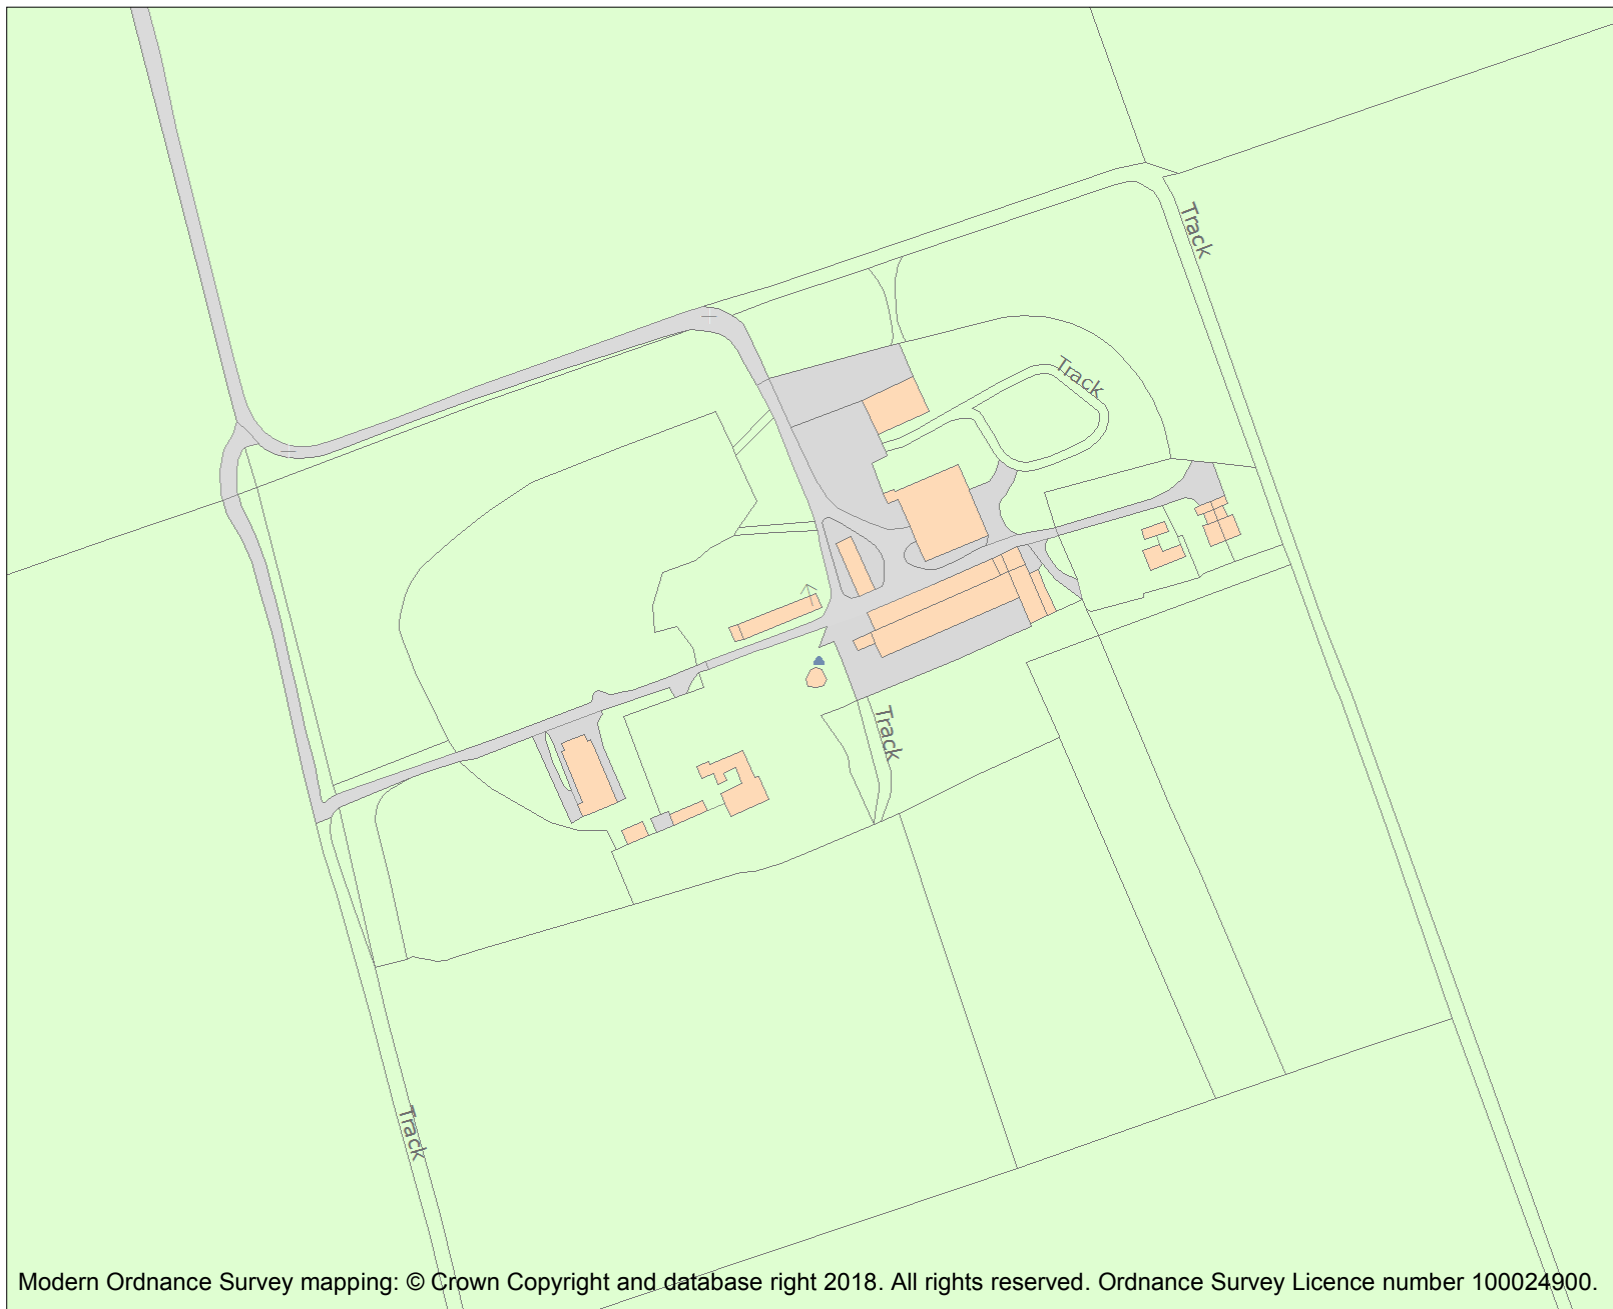 Track
Track
Track
Track
Modern Ordnance Survey mapping: © Crown Copyright and database right 2018. All rights reserved. Ordnance Survey Licence number 100024900.